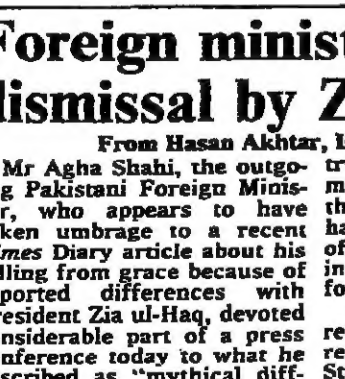 Foreign minist
dismissal by Z
From Hasan Akhtar, I
Mr Agha Shahi, the outgo-
g Pakistani Foreign Minis-
r, who appears to have
ken umbrage to a recent
imes Diary article about his
lling from grace because of
ported differences with
resident Zia ul-Haq, devoted
nsiderable part of a press
nference today to what he
scribed as "mythical diff-
tr
m
th
ha
of
in
fo
re
re
St